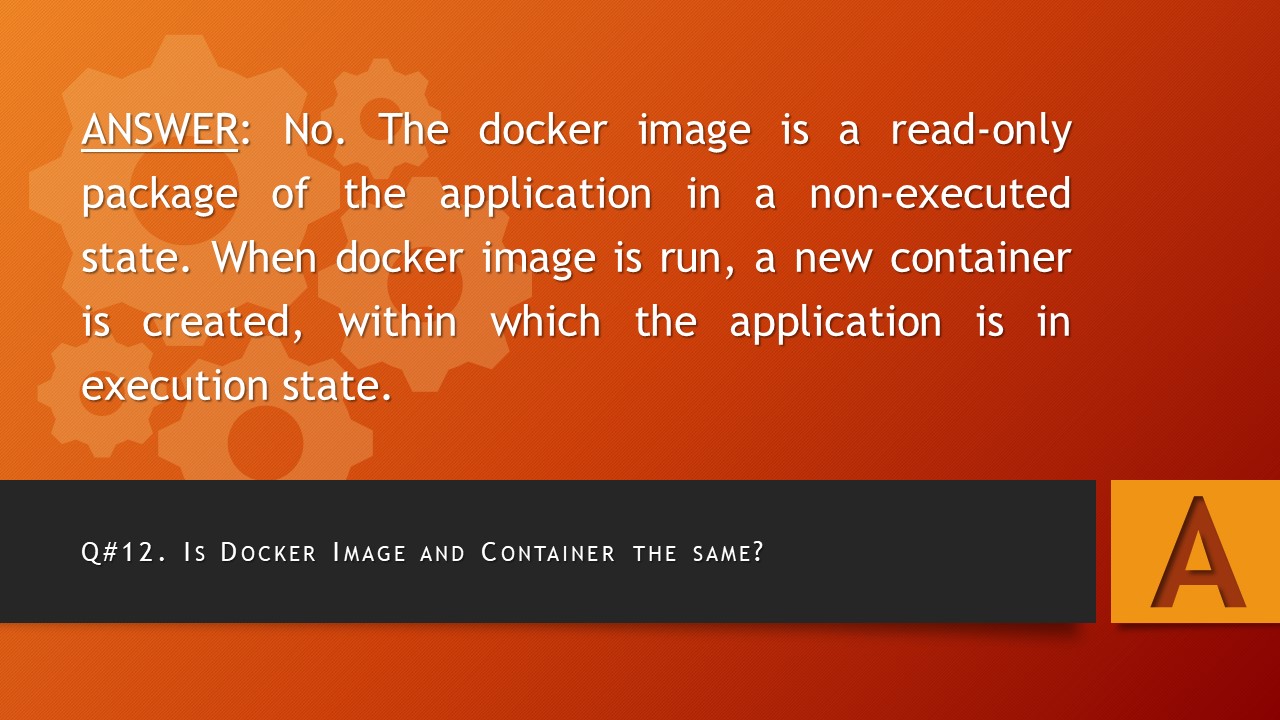 ANSWER: No. The docker image is a read-only
package of the application in a non-executed
state. When docker image is run, a new container
is created, within which the application is in
execution state.
Q#12. Is Docker Image and Container the same?
A